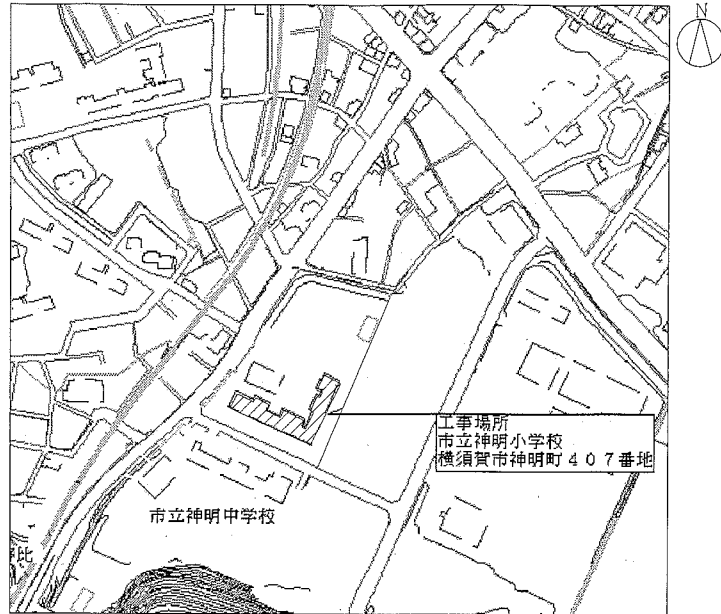 N
工事場所
市立神明小学校
横須賀市神明町４０７番地
市立神明中学校
比